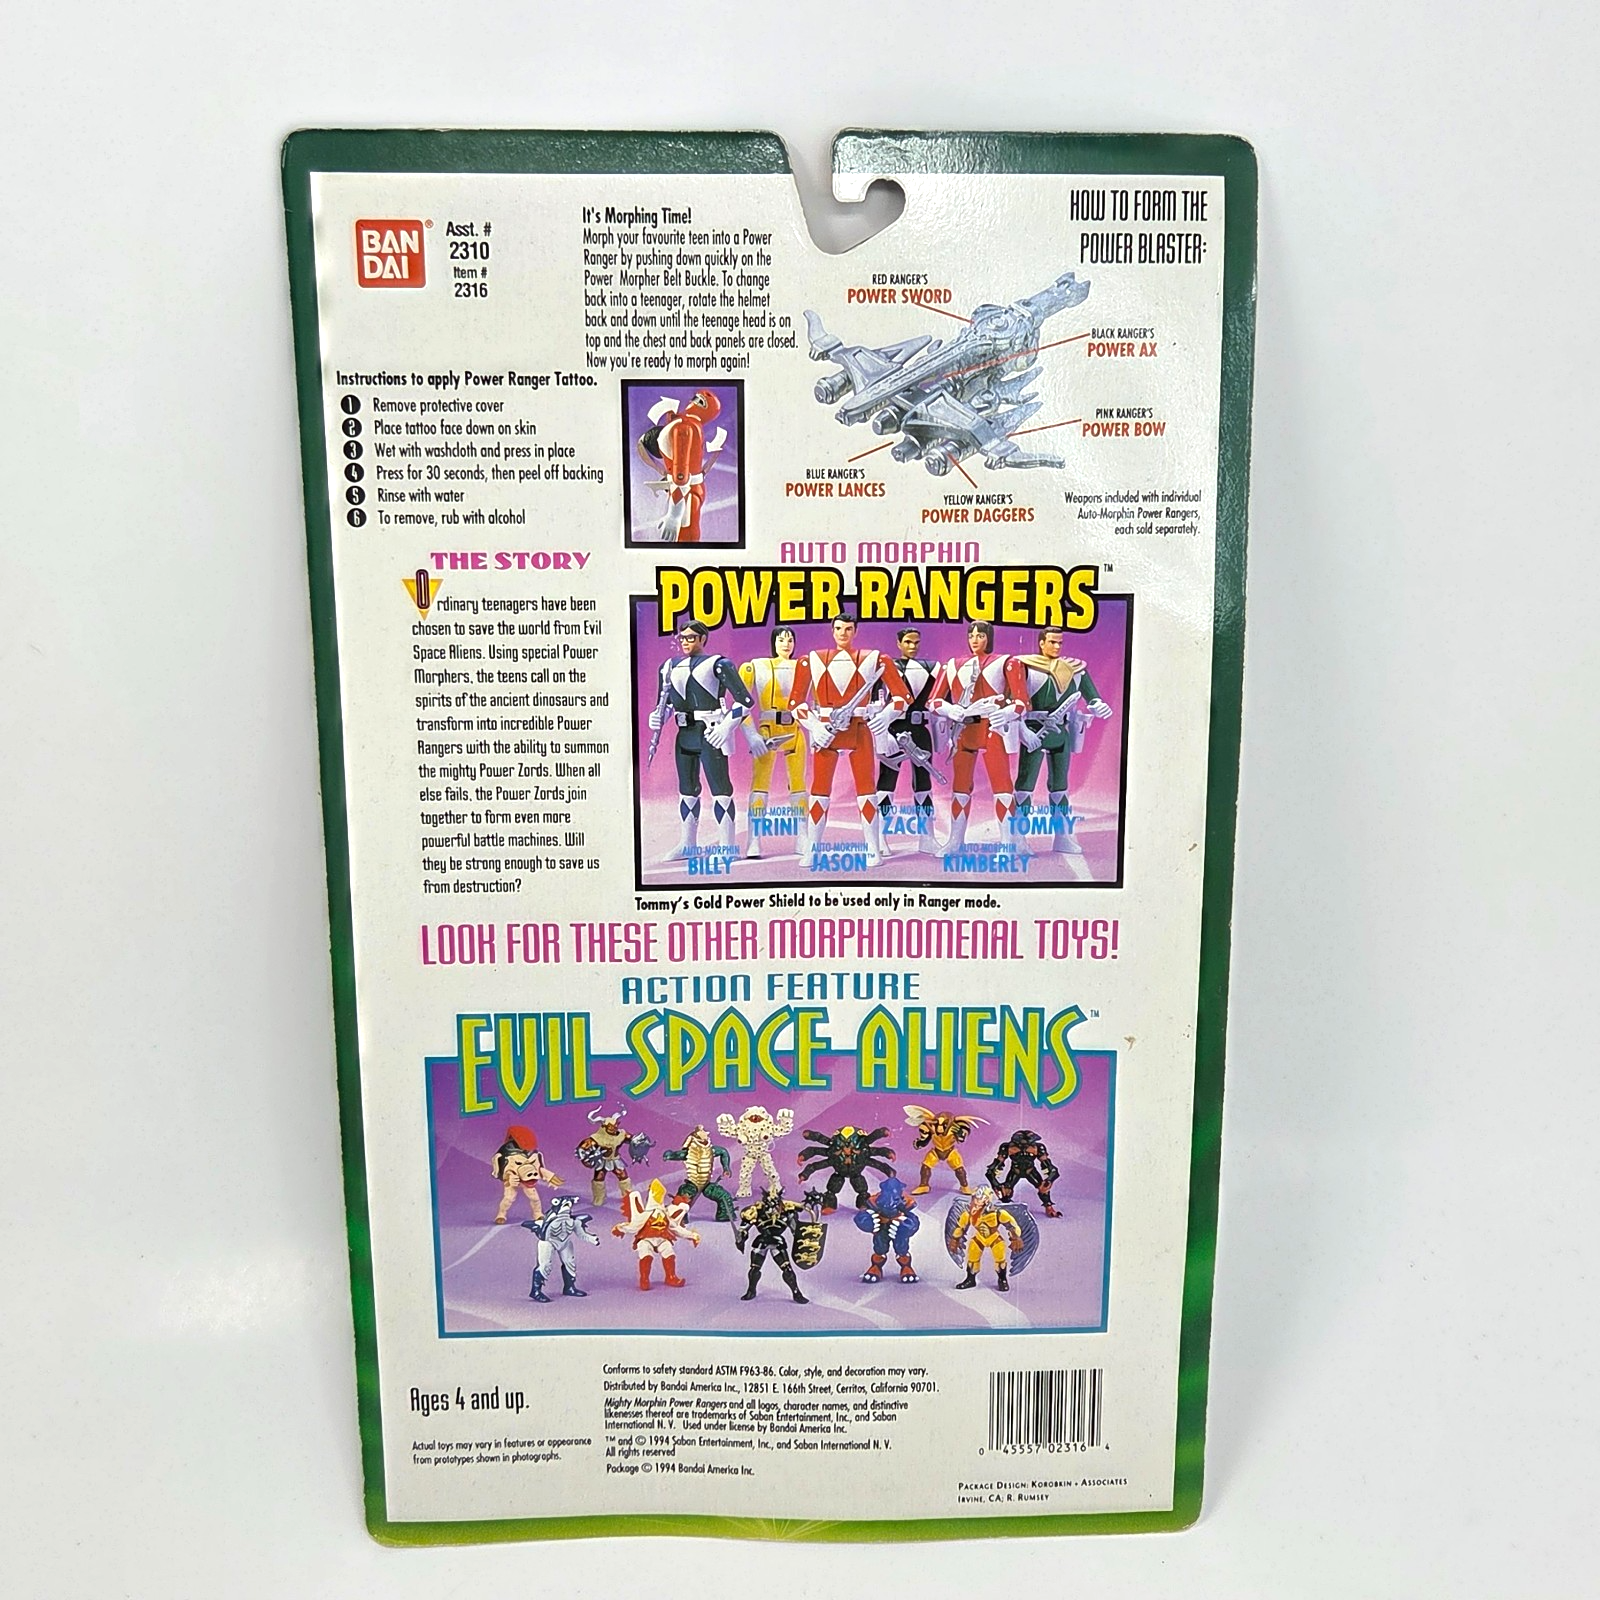 BAN
DAI
®
Asst. #
2310
Item #
2316
It's Morphing Time!
Morph your favourite teen into a Power
Ranger by pushing down quickly on the
Power Morpher Belt Buckle. To change
back into a teenager, rotate the helmet
back and down until the teenage head is on
top and the chest and back panels are closed.
Now you're ready to morph again!
HOW TO FORM THE
POWER BLASTER:
RED RANGER'S
POWER SWORD
BLACK RANGER'S
POWER AX
PINK RANGER'S
POWER BOW
BLUE RANGER'S
POWER LANCES
YELLOW RANGER'S
POWER DAGGERS
Weapons included with individual
Auto-Morphin Power Rangers,
each sold separately.
Instructions to apply Power Ranger Tattoo.
1 Remove protective cover
2 Place tattoo face down on skin
3 Wet with washcloth and press in place
4 Press for 30 seconds, then peel off backing
5 Rinse with water
6 To remove, rub with alcohol
THE STORY
Ordinary teenagers have been
chosen to save the world from Evil
Space Aliens. Using special Power
Morphers, the teens call on the
spirits of the ancient dinosaurs and
transform into incredible Power
Rangers with the ability to summon
the mighty Power Zords. When all
else fails, the Power Zords join
together to form even more
powerful battle machines. Will
they be strong enough to save us
from destruction?
AUTO MORPHIN
POWER RANGERS™
AUTO-MORPHIN
TRINI™
AUTO MORPHIN
ZACK™
AUTO-MORPHIN
TOMMY™
AUTO-MORPHIN
BILLY™
AUTO-MORPHIN
JASON™
AUTO-MORPHIN
KIMBERLY™
Tommy's Gold Power Shield to be used only in Ranger mode.
LOOK FOR THESE OTHER MORPHINOMENAL TOYS!
ACTION FEATURE
EVIL SPACE ALIENS™
Ages 4 and up.
Actual toys may vary in features or appearance
from prototypes shown in photographs.
Conforms to safety standard ASTM F963-86. Color, style, and decoration may vary.
Distributed by Bandai America Inc., 12851 E. 166th Street, Cerritos, California 90701.
Mighty Morphin Power Rangers and all logos, character names, and distinctive
likenesses thereof are trademarks of Saban Entertainment, Inc., and Saban
International N. V. Used under license by Bandai America Inc.
™ and © 1994 Saban Entertainment, Inc., and Saban International N. V.
All rights reserved
Package © 1994 Bandai America Inc.
0 45557 02316 4
PACKAGE DESIGN: KOROBKIN + ASSOCIATES
IRVINE, CA; R. RUMSEY